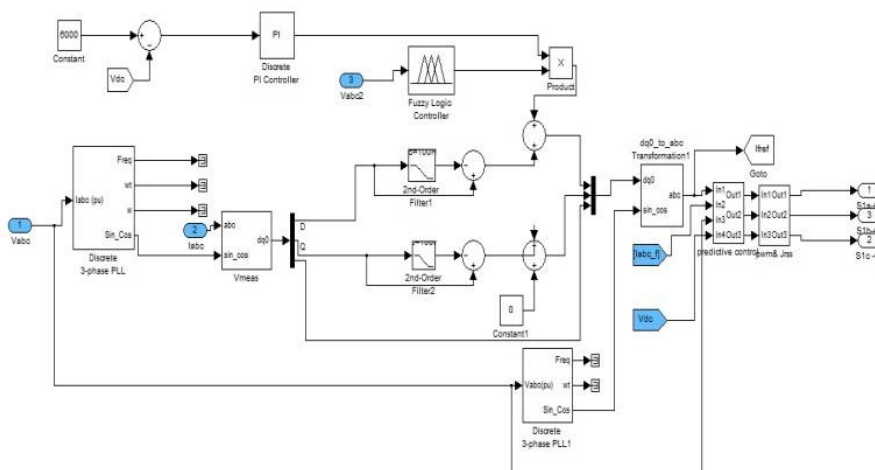 6000
Constant
Vdc
PI
Discrete
PI Controller
3
Vabc2
Fuzzy Logic
Controller
X
Product
Freq
wt
w
Sin_Cos
Iabc (pu)
Discrete
3-phase PLL
1
Vabc
2
Iabc
abc
sin_cos
dq0
Vmeas
D
Q
2nd-Order
Filter1
2nd-Order
Filter2
0
Constant1
dq0_to_abc
Transformation1
dq0
sin_cos
abc
Ifref
Goto
In1
In2
In3
In4
Out1
Out2
Out3
predictive control
In1
In2
In3
Out1
Out2
Out3
pwm& Jrss
1
3
2
[Iabc_f]
Vdc
Vabc(pu)
Freq
wt
Sin_Cos
Discrete
3-phase PLL1